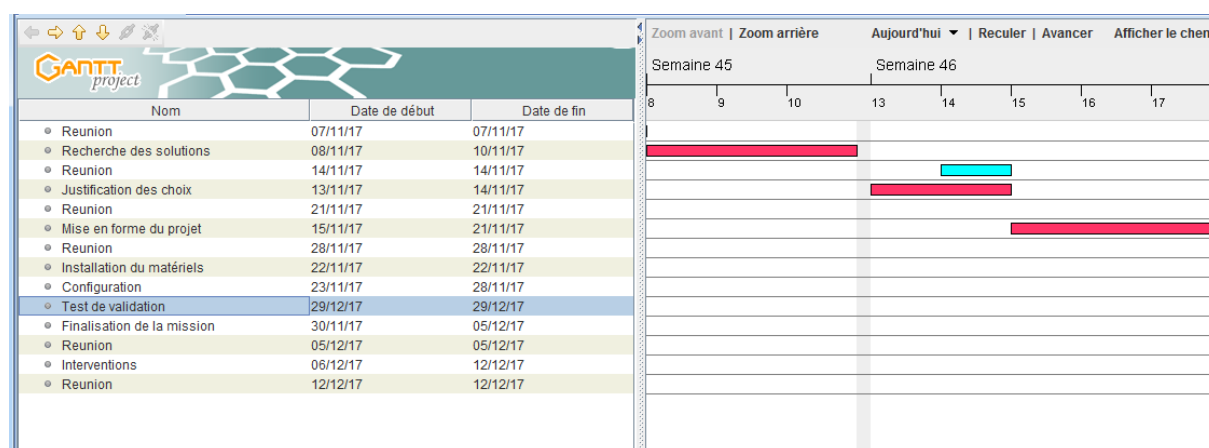 Zoom avant | Zoom arrière Aujourd'hui | Reculer | Avancer Afficher le chen
GANTT
project
Semaine 45 Semaine 46
8 9 10 13 14 15 16 17
Nom Date de début Date de fin
Reunion 07/11/17 07/11/17
Recherche des solutions 08/11/17 10/11/17
Reunion 14/11/17 14/11/17
Justification des choix 13/11/17 14/11/17
Reunion 21/11/17 21/11/17
Mise en forme du projet 15/11/17 21/11/17
Reunion 28/11/17 28/11/17
Installation du matériels 22/11/17 22/11/17
Configuration 23/11/17 28/11/17
Test de validation 29/12/17 29/12/17
Finalisation de la mission 30/11/17 05/12/17
Reunion 05/12/17 05/12/17
Interventions 06/12/17 12/12/17
Reunion 12/12/17 12/12/17